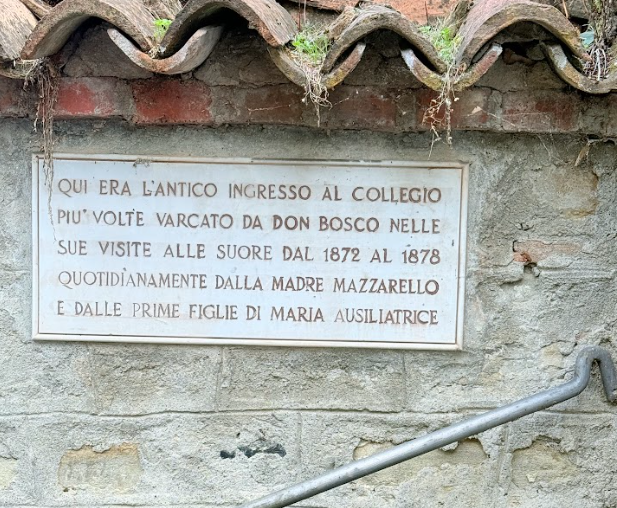 QUI ERA L'ANTICO INGRESSO AL COLLEGIO
PIU' VOLTE VARCATO DA DON BOSCO NELLE
SUE VISITE ALLE SUORE DAL 1872 AL 1878
QUOTIDIANAMENTE DALLA MADRE MAZZARELLO
E DALLE PRIME FIGLIE DI MARIA AUSILIATRICE